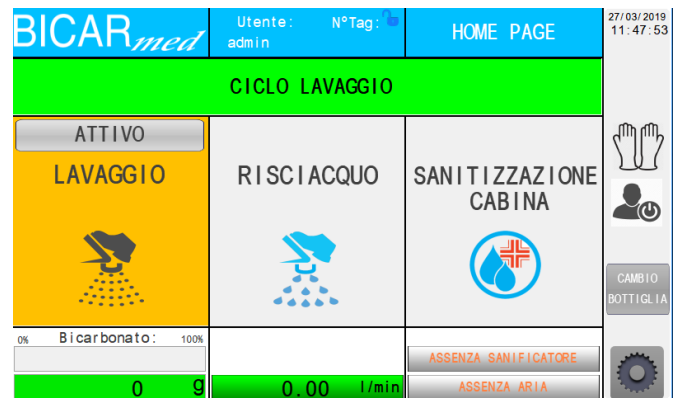 BICARmed
Utente: N°Tag:
admin
HOME PAGE
27/03/2019
11:47:53
CICLO LAVAGGIO
ATTIVO
LAVAGGIO
RISCIACQUO
SANITIZZAZIONE
CABINA
CAMBIO
BOTTIGLIA
0% Bicarbonato: 100%
0 g
0.00 l/min
ASSENZA SANIFICATORE
ASSENZA ARIA